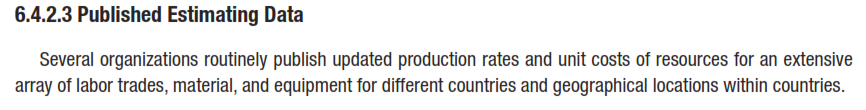 6.4.2.3 Published Estimating Data
Several organizations routinely publish updated production rates and unit costs of resources for an extensive
array of labor trades, material, and equipment for different countries and geographical locations within countries.